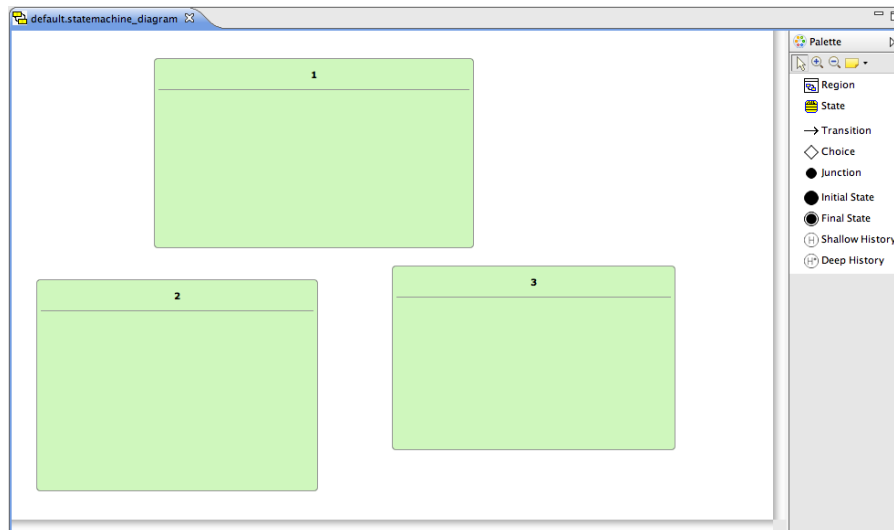 default.statemachine_diagram
1
2
3
Palette
Region
State
Transition
Choice
Junction
Initial State
Final State
H Shallow History
H* Deep History